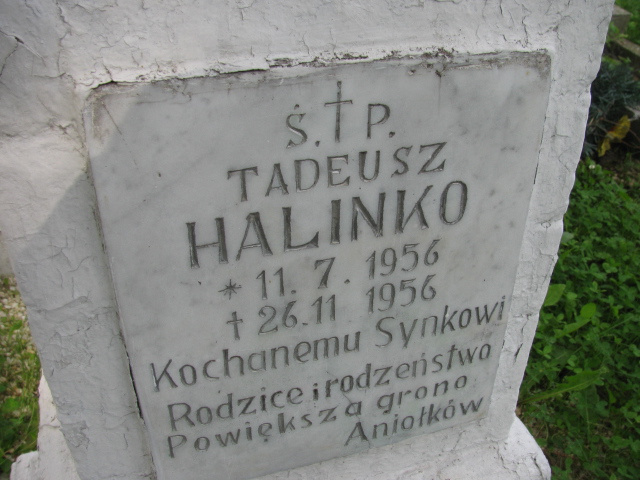 Ś. † P.
TADEUSZ
HALINKO
* 11. 7. 1956
† 26. 11 1956
Kochanemu Synkowi
Rodzice i rodzeństwo
Powiększa grono
Aniołków